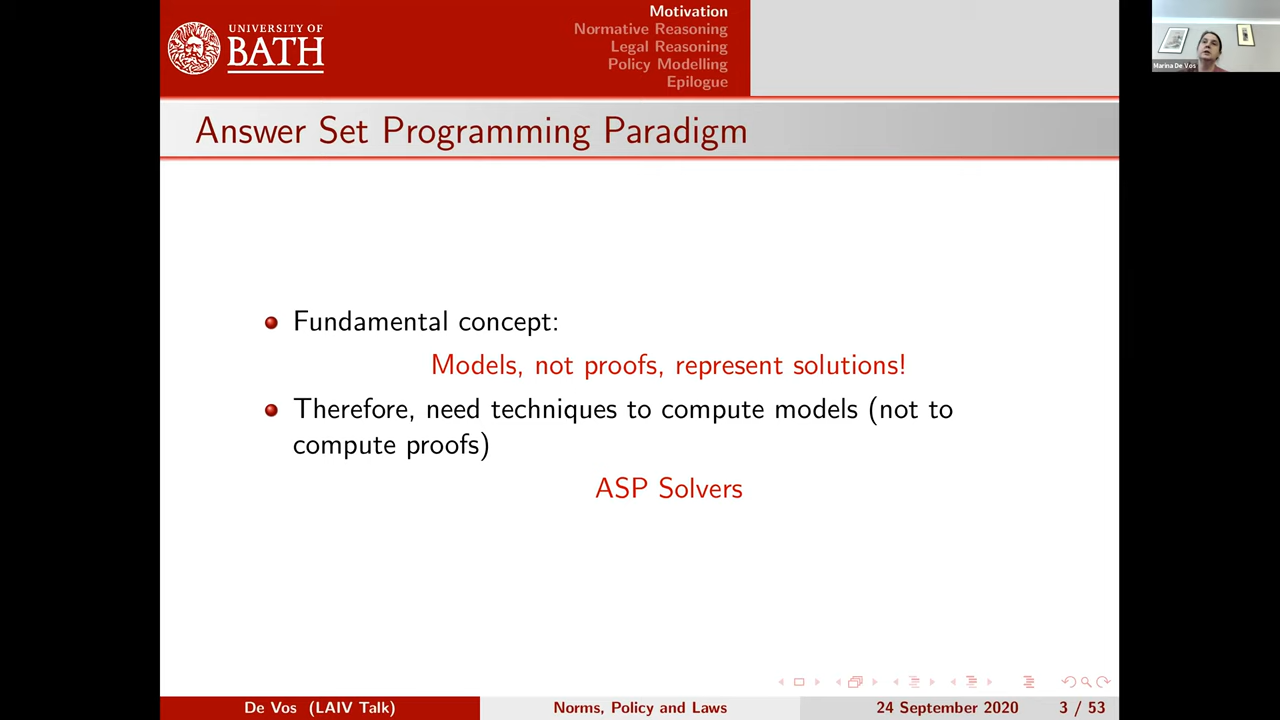 UNIVERSITY OF
BATH
Motivation
Normative Reasoning
Legal Reasoning
Policy Modelling
Epilogue
Marina De Vos
Answer Set Programming Paradigm
Fundamental concept:
Models, not proofs, represent solutions!
Therefore, need techniques to compute models (not to
compute proofs)
ASP Solvers
De Vos (LAIV Talk)
Norms, Policy and Laws
24 September 2020
3 / 53